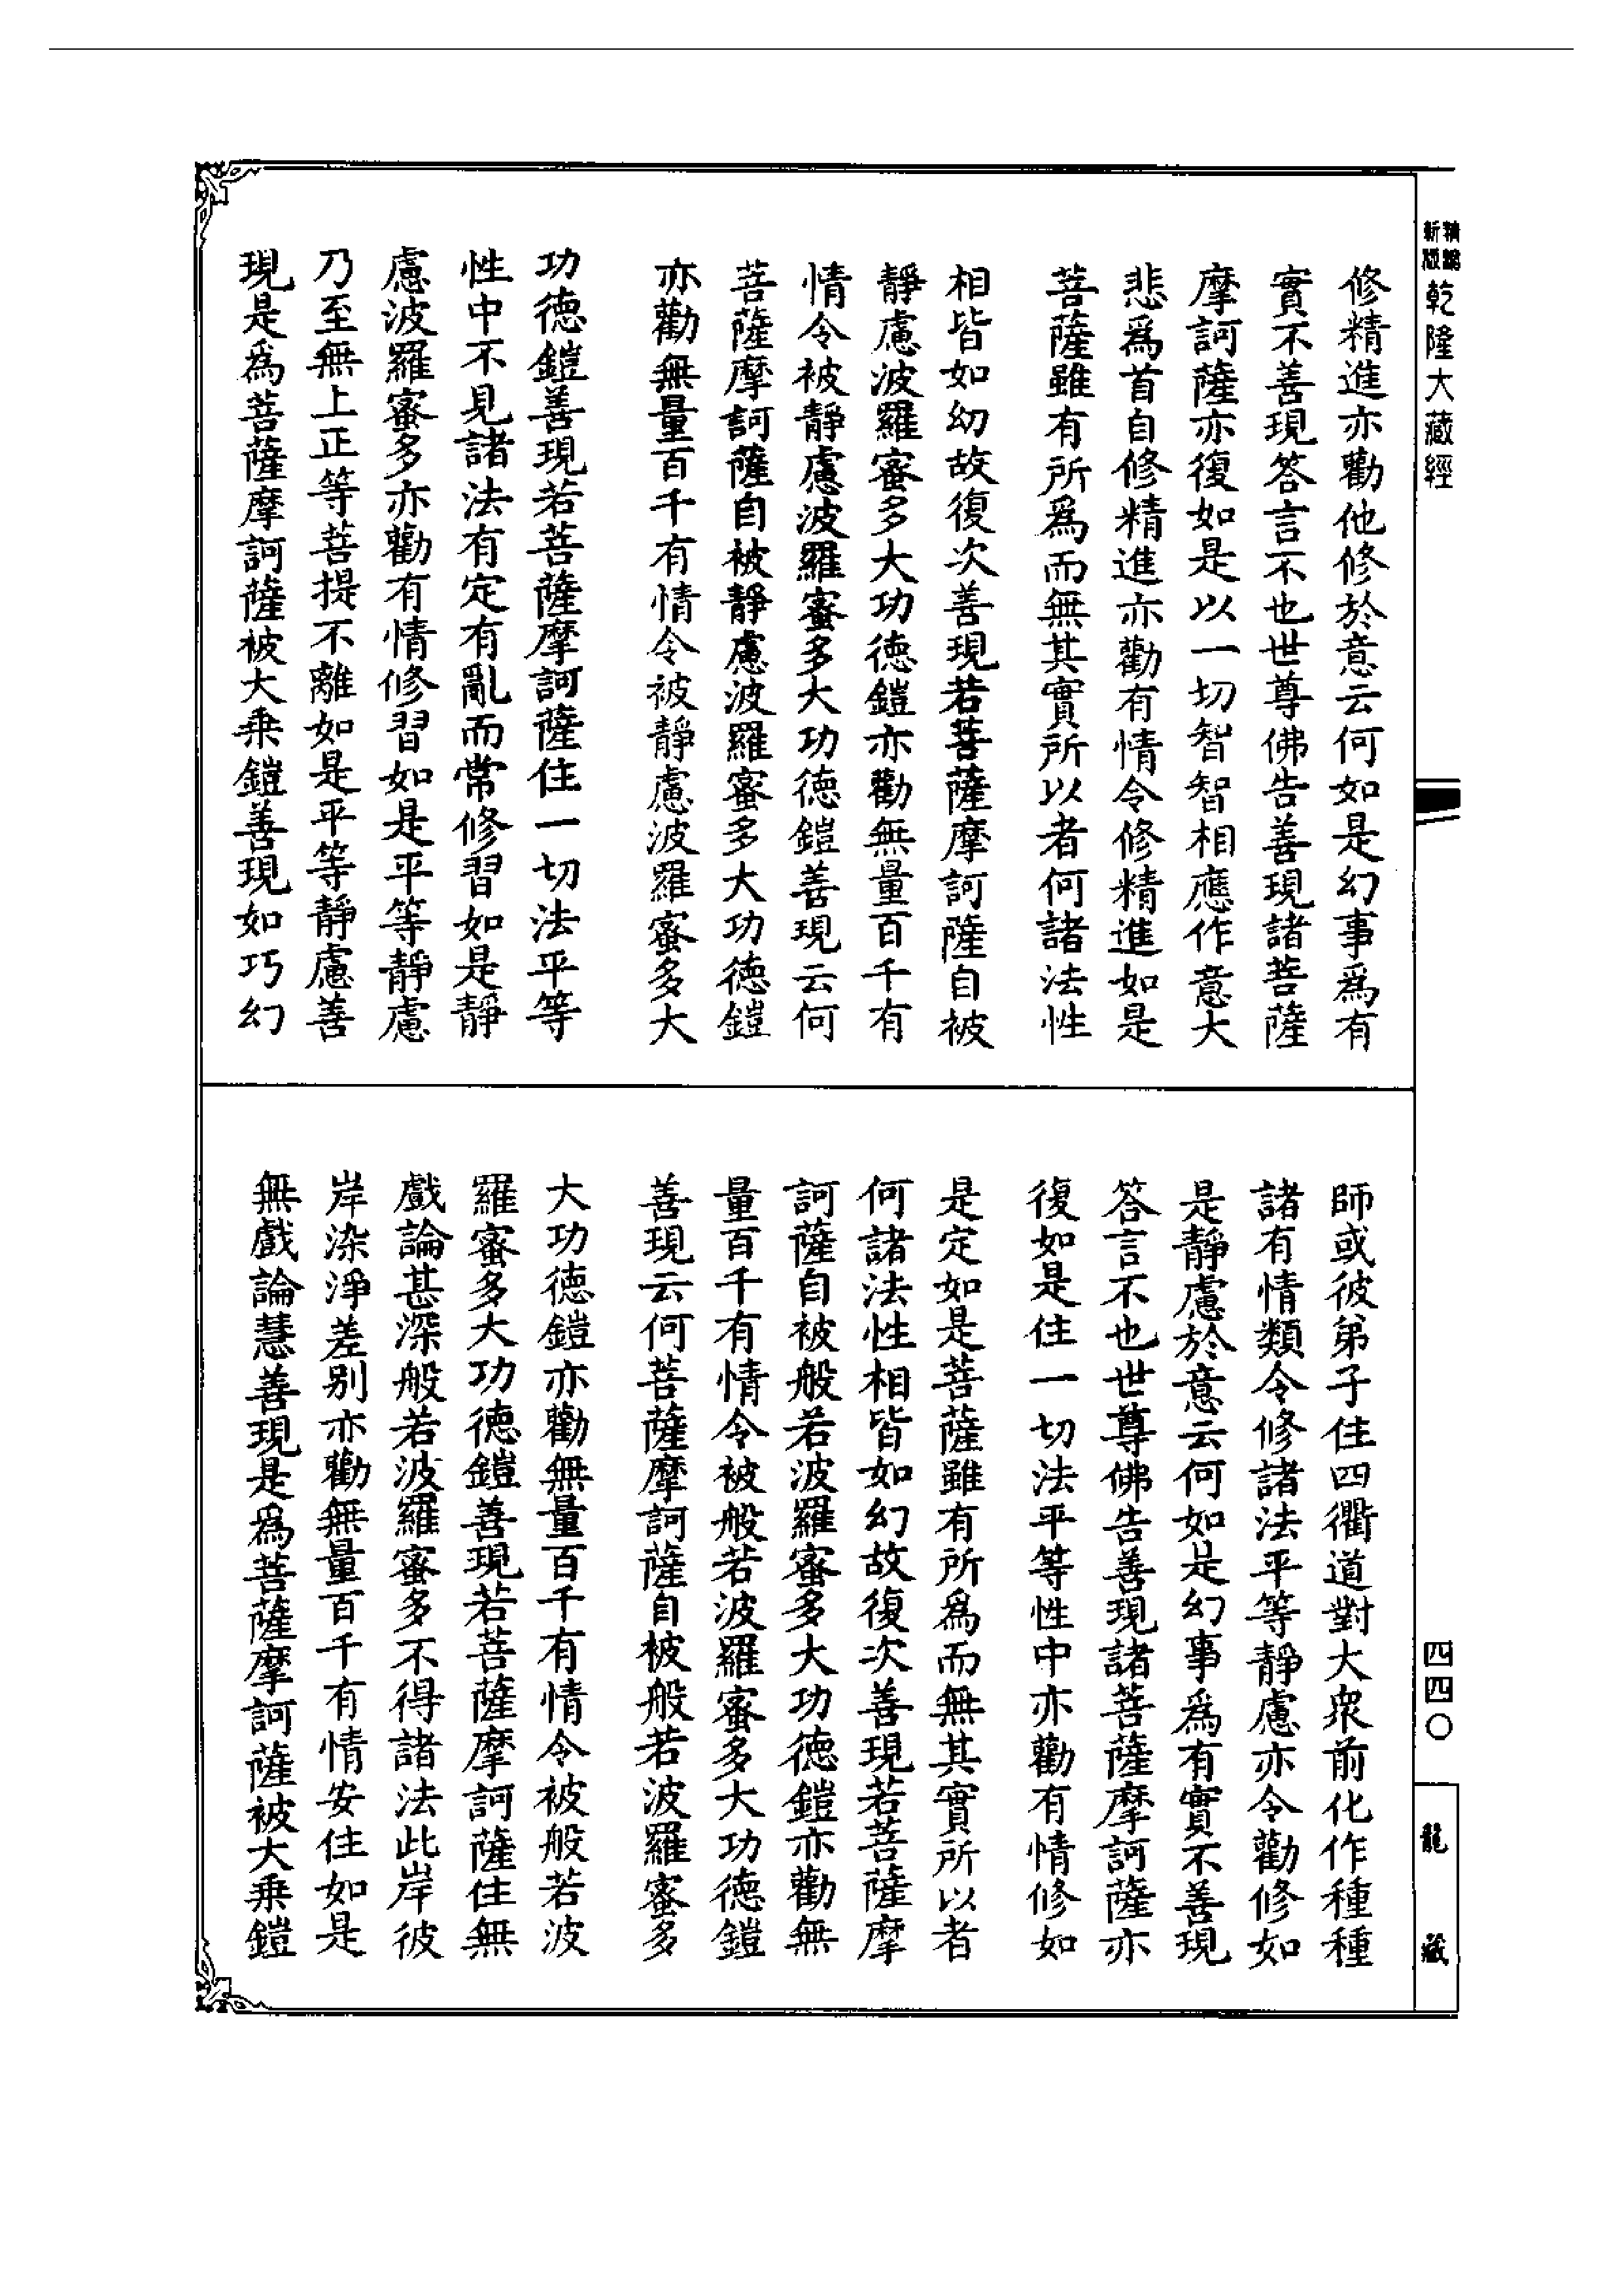 新版
精縮
乾隆大藏經
修精進亦勸他修於意云何如是幻事爲有
實不善現答言不也世尊佛告善現諸菩薩
摩訶薩亦復如是以一切智智相應作意大
悲爲首自修精進亦勸有情令修精進如是
菩薩雖有所爲而無其實所以者何諸法性
相皆如幻故復次善現若菩薩摩訶薩自被
靜慮波羅蜜多大功德鎧亦勸無量百千有
情令被靜慮波羅蜜多大功德鎧善現云何
菩薩摩訶薩自被靜慮波羅蜜多大功德鎧
亦勸無量百千有情令被靜慮波羅蜜多大
功德鎧善現若菩薩摩訶薩住一切法平等
性中不見諸法有定有亂而常修習如是靜
慮波羅蜜多亦勸有情修習如是平等靜慮
乃至無上正等菩提不離如是平等靜慮善
現是爲菩薩摩訶薩被大乘鎧善現如巧幻
師或彼弟子住四衢道對大衆前化作種種
諸有情類令修諸法平等靜慮亦令勸修如
是靜慮於意云何如是幻事爲有實不善現
答言不也世尊佛告善現諸菩薩摩訶薩亦
復如是住一切法平等性中亦勸有情修如
是定如是菩薩雖有所爲而無其實所以者
何諸法性相皆如幻故復次善現若菩薩摩
訶薩自被般若波羅蜜多大功德鎧亦勸無
量百千有情令被般若波羅蜜多大功德鎧
善現云何菩薩摩訶薩自被般若波羅蜜多
大功德鎧亦勸無量百千有情令被般若波
羅蜜多大功德鎧善現若菩薩摩訶薩住無
戲論甚深般若波羅蜜多不得諸法此岸彼
岸染淨差別亦勸無量百千有情安住如是
無戲論慧善現是爲菩薩摩訶薩被大乘鎧
四四〇
龍藏